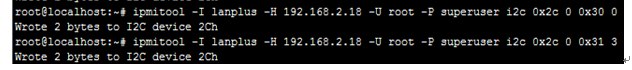 root@localhost:~# ipmitool -I lanplus -H 192.168.2.18 -U root -P superuser i2c 0x2c 0 0x30 0
Wrote 2 bytes to I2C device 2Ch
root@localhost:~# ipmitool -I lanplus -H 192.168.2.18 -U root -P superuser i2c 0x2c 0 0x31 3
Wrote 2 bytes to I2C device 2Ch